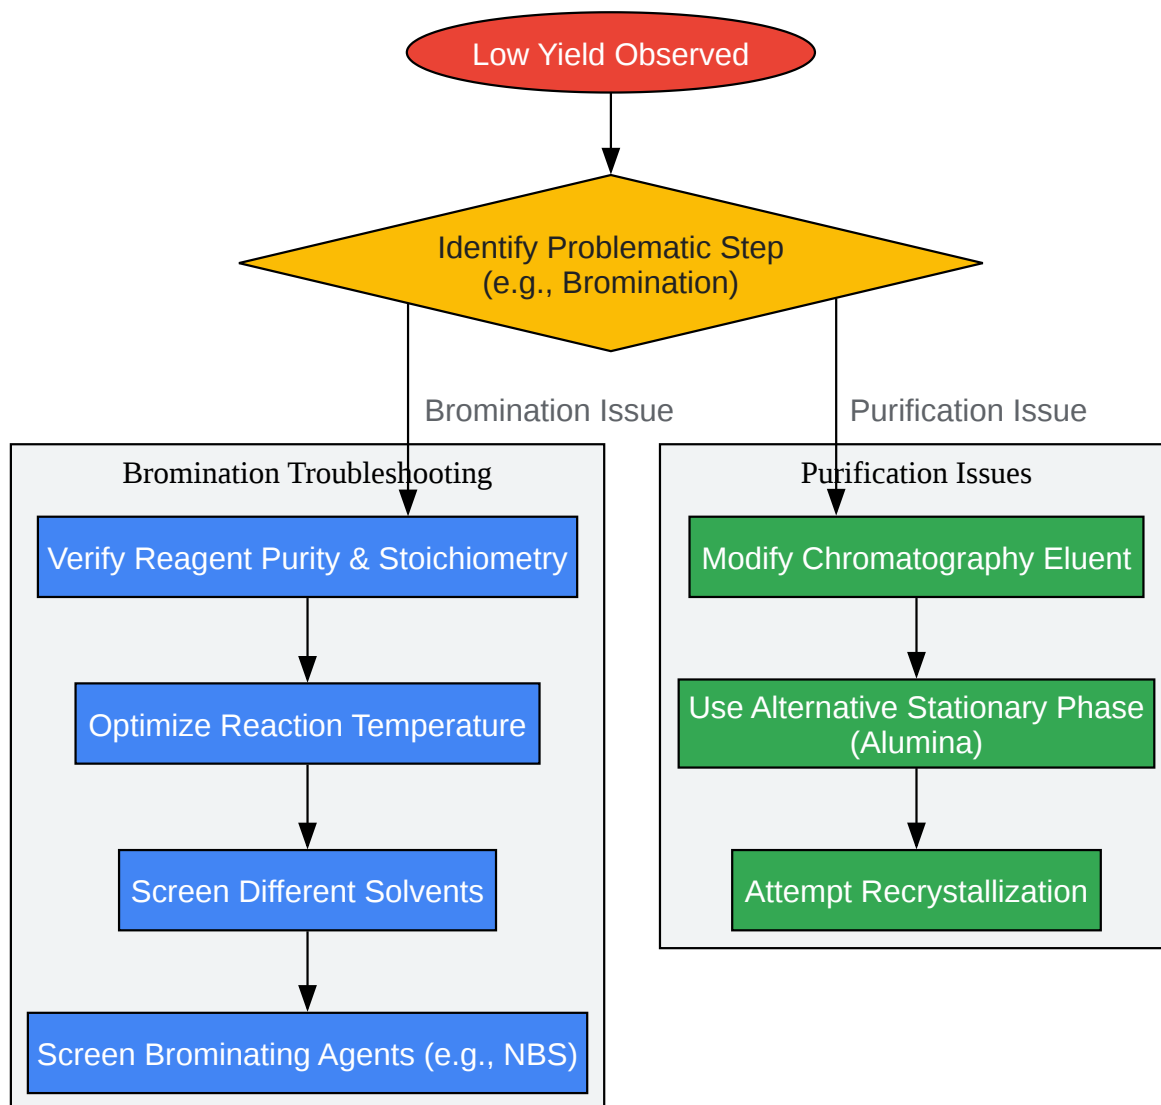 Low Yield Observed
Identify Problematic Step
(e.g., Bromination)
Bromination Issue
Purification Issue
Bromination Troubleshooting
Verify Reagent Purity & Stoichiometry
Optimize Reaction Temperature
Screen Different Solvents
Screen Brominating Agents (e.g., NBS)
Purification Issues
Modify Chromatography Eluent
Use Alternative Stationary Phase
(Alumina)
Attempt Recrystallization